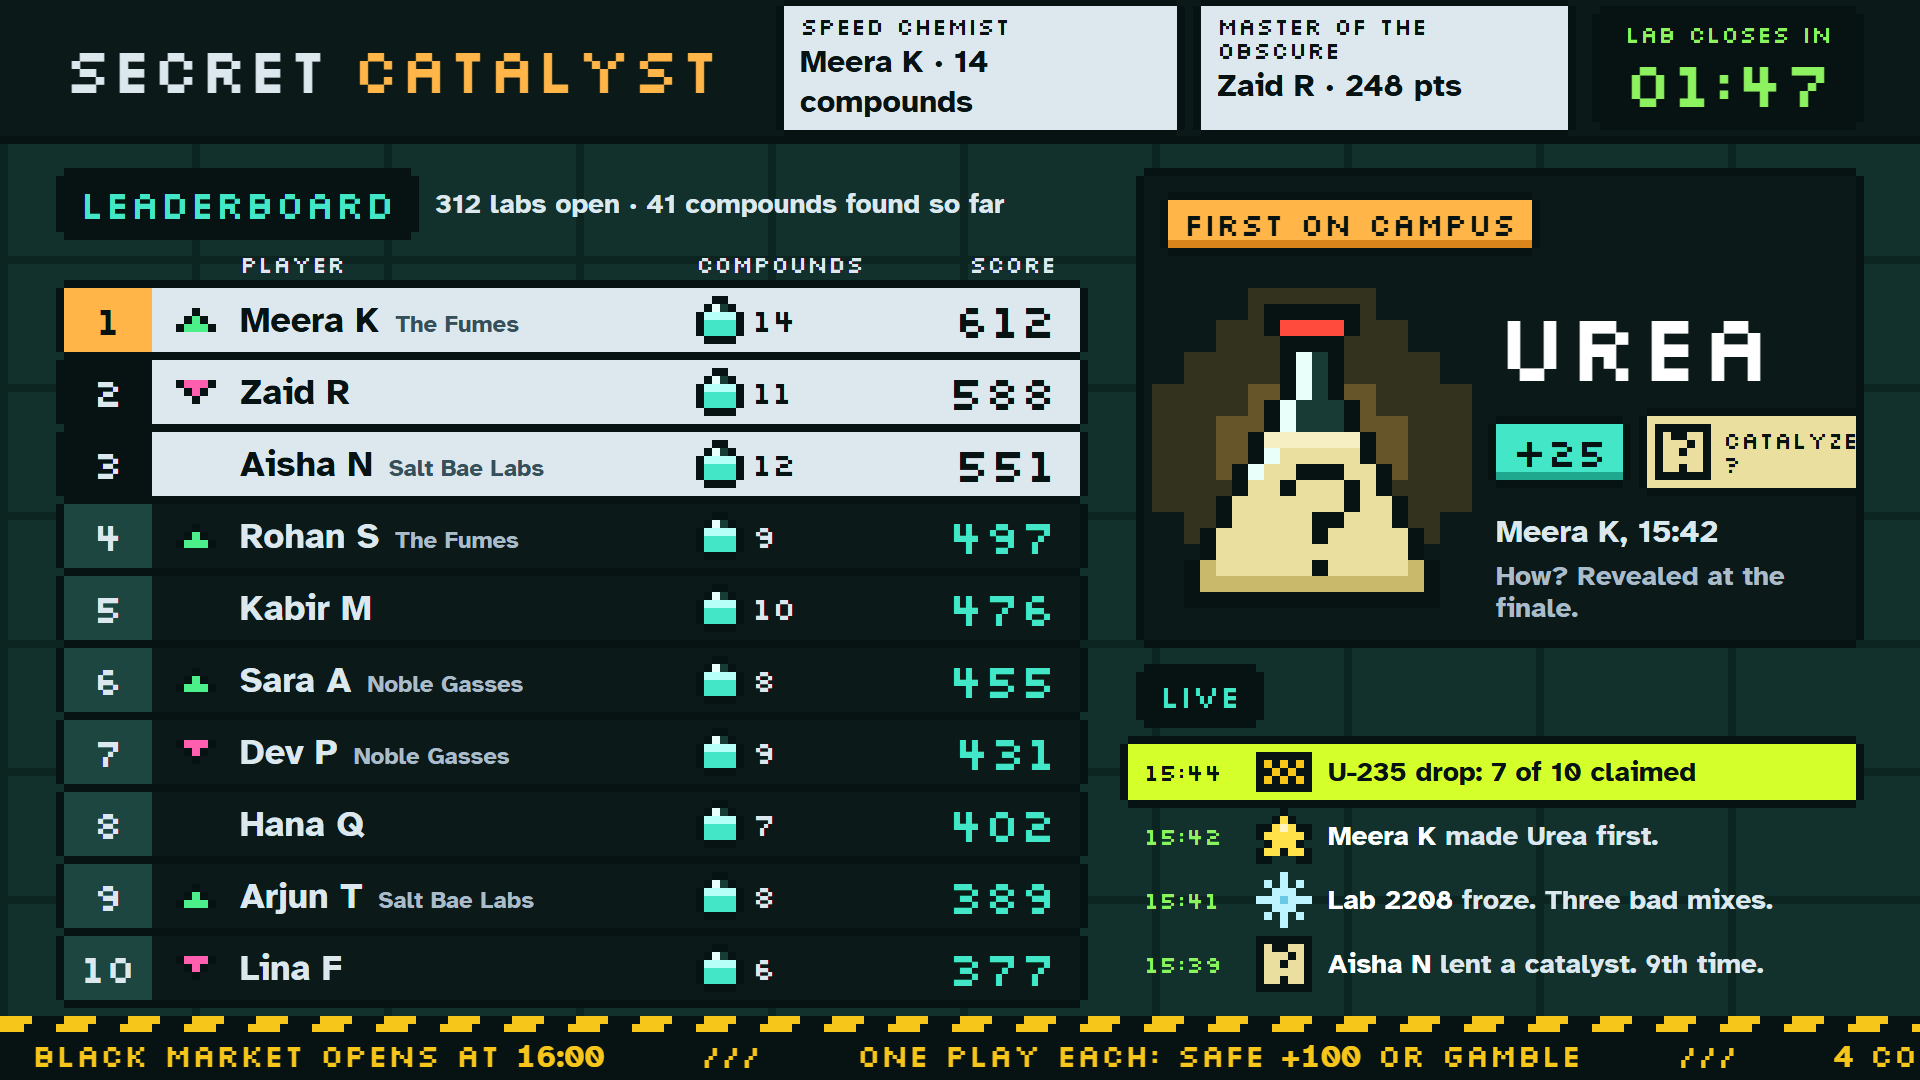 SECRET CATALYST
SPEED CHEMIST
Meera K · 14
compounds
MASTER OF THE
OBSCURE
Zaid R · 248 pts
LAB CLOSES IN
01:47
LEADERBOARD
312 labs open · 41 compounds found so far
PLAYER COMPOUNDS SCORE
1 Meera K The Fumes 14 612
2 Zaid R 11 588
3 Aisha N Salt Bae Labs 12 551
4 Rohan S The Fumes 9 497
5 Kabir M 10 476
6 Sara A Noble Gasses 8 455
7 Dev P Noble Gasses 9 431
8 Hana Q 7 402
9 Arjun T Salt Bae Labs 8 389
10 Lina F 6 377
FIRST ON CAMPUS
?
UREA
+25
CATALYZE
?
Meera K, 15:42
How? Revealed at the
finale.
LIVE
15:44 U-235 drop: 7 of 10 claimed
15:42 Meera K made Urea first.
15:41 Lab 2208 froze. Three bad mixes.
15:39 Aisha N lent a catalyst. 9th time.
BLACK MARKET OPENS AT 16:00 /// ONE PLAY EACH: SAFE +100 OR GAMBLE /// 4 CO